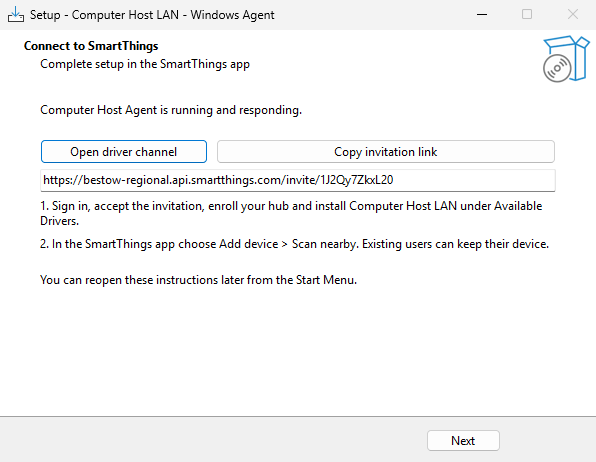 Setup - Computer Host LAN - Windows Agent
Connect to SmartThings
Complete setup in the SmartThings app
Computer Host Agent is running and responding.
Open driver channel
Copy invitation link
https://bestow-regional.api.smartthings.com/invite/1J2Qy7ZkxL20
1. Sign in, accept the invitation, enroll your hub and install Computer Host LAN under Available
Drivers.
2. In the SmartThings app choose Add device > Scan nearby. Existing users can keep their device.
You can reopen these instructions later from the Start Menu.
Next